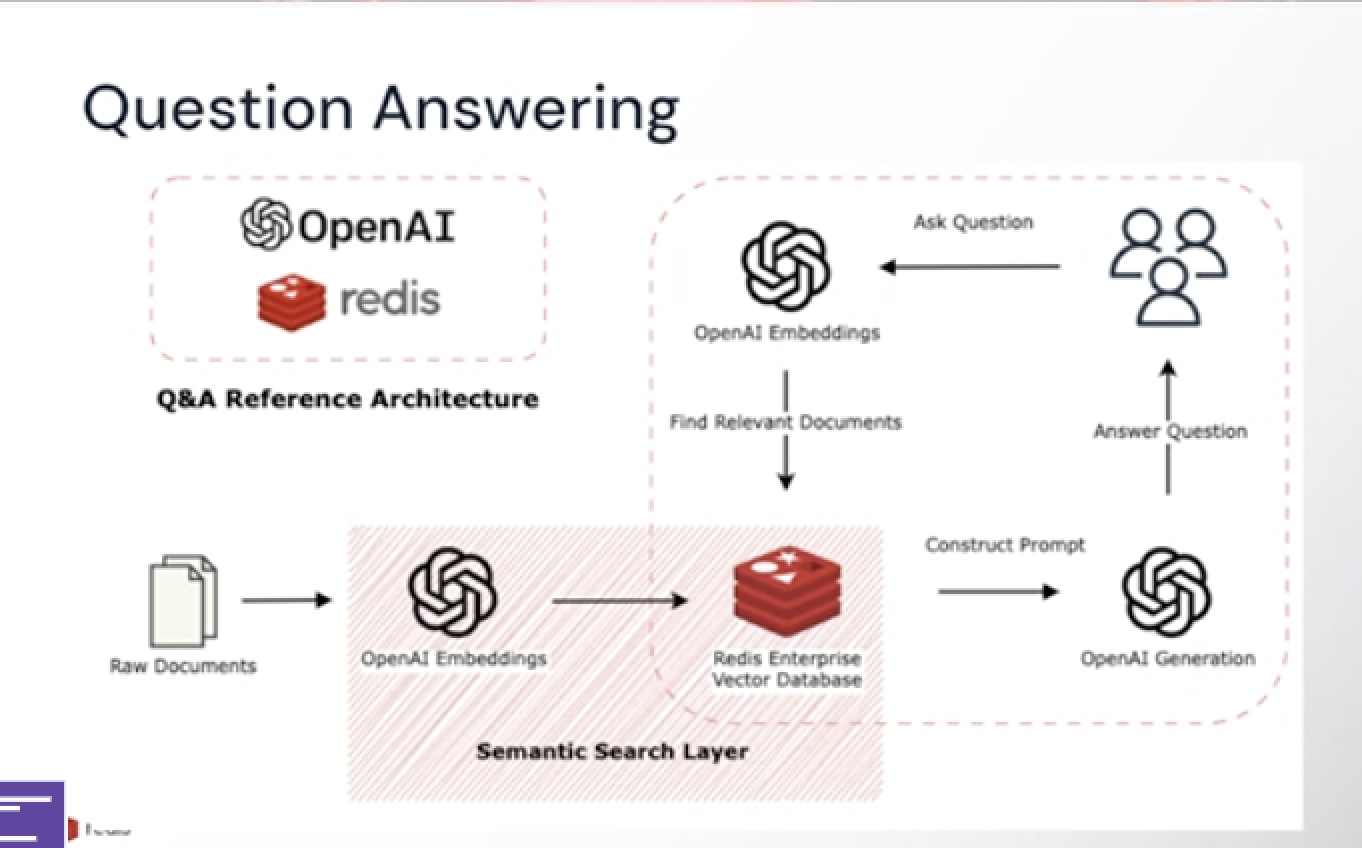 Question Answering
OpenAI
redis
Q&A Reference Architecture
Ask Question
OpenAI Embeddings
Find Relevant Documents
Answer Question
Raw Documents
OpenAI Embeddings
Redis Enterprise
Vector Database
Construct Prompt
OpenAI Generation
Semantic Search Layer